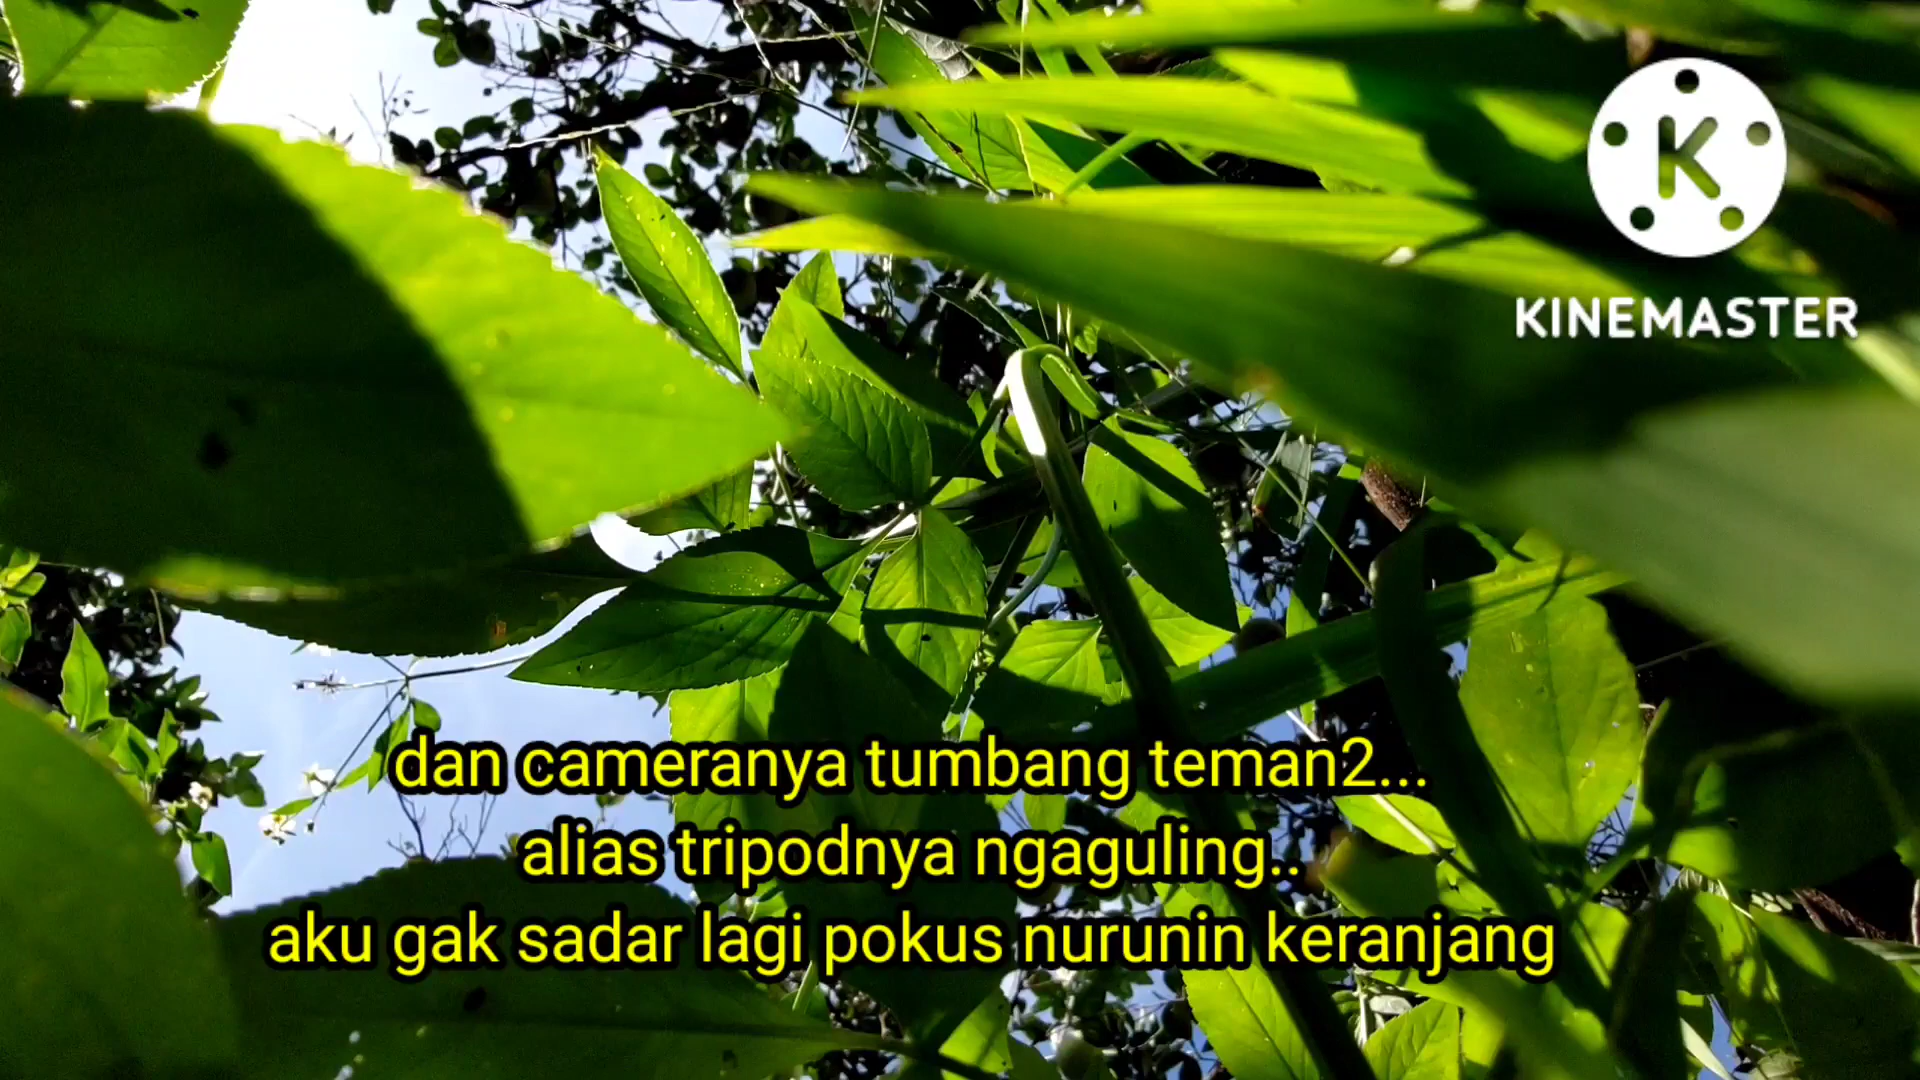 K
KINEMASTER
dan cameranya tumbang teman2...
alias tripodnya ngaguling..
aku gak sadar lagi pokus nurunin keranjang